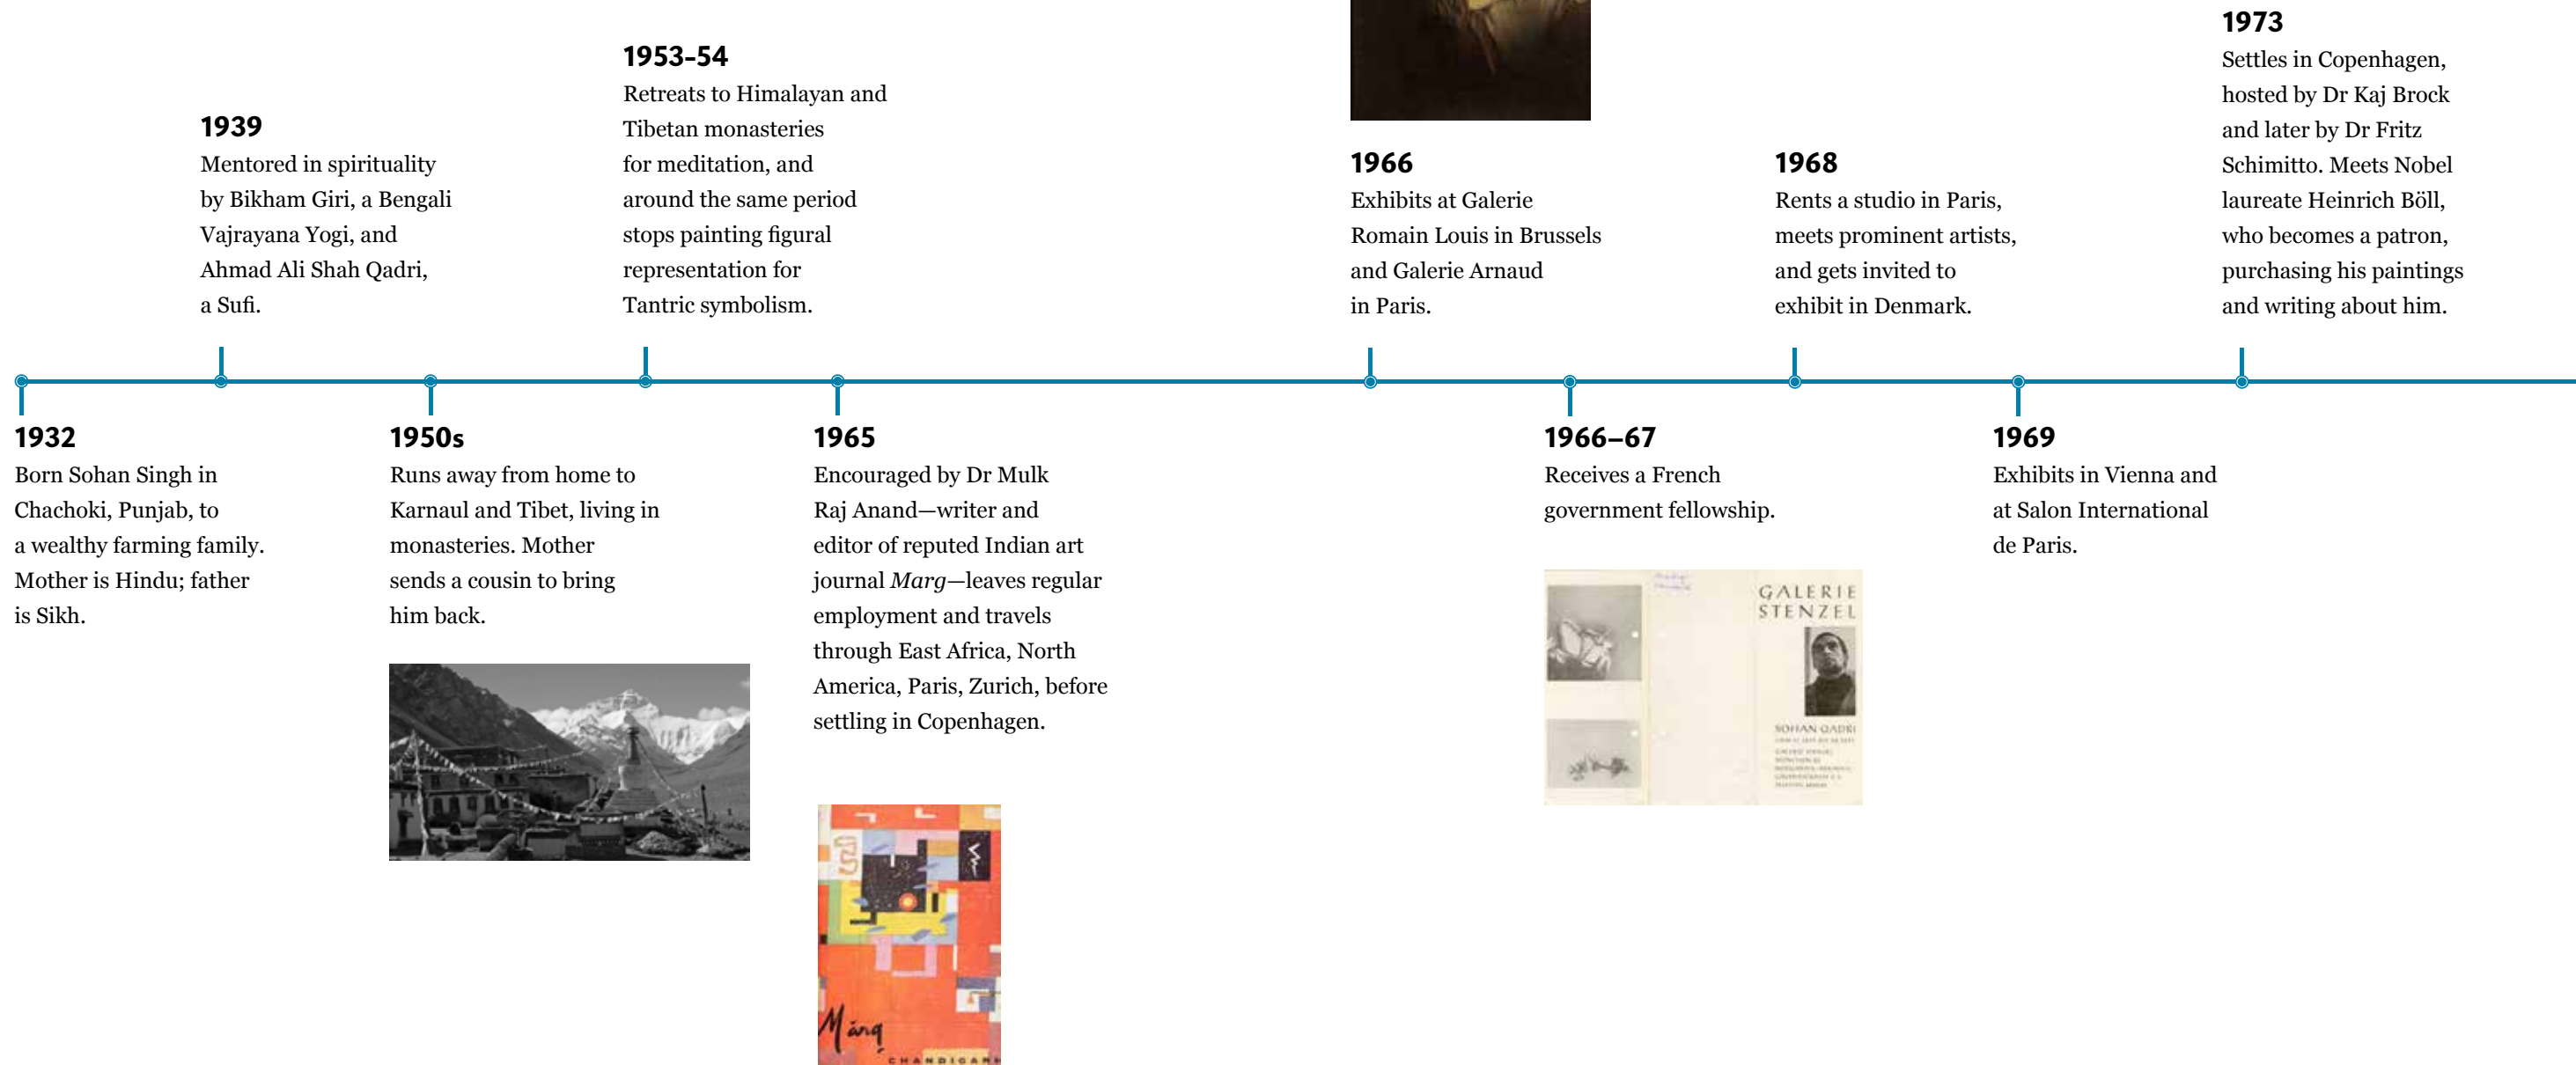 1932
Born Sohan Singh in
Chachoki, Punjab, to
a wealthy farming family.
Mother is Hindu; father
is Sikh.
1939
Mentored in spirituality
by Bikham Giri, a Bengali
Vajrayana Yogi, and
Ahmad Ali Shah Qadri,
a Sufi.
1950s
Runs away from home to
Karnaul and Tibet, living in
monasteries. Mother
sends a cousin to bring
him back.
1953-54
Retreats to Himalayan and
Tibetan monasteries
for meditation, and
around the same period
stops painting figural
representation for
Tantric symbolism.
1965
Encouraged by Dr Mulk
Raj Anand—writer and
editor of reputed Indian art
journal Marg—leaves regular
employment and travels
through East Africa, North
America, Paris, Zurich, before
settling in Copenhagen.
Marg
CHANDIGARH
1966
Exhibits at Galerie
Romain Louis in Brussels
and Galerie Arnaud
in Paris.
1966–67
Receives a French
government fellowship.
GALERIE
STENZEL
SOHAN QADRI
1968
Rents a studio in Paris,
meets prominent artists,
and gets invited to
exhibit in Denmark.
1969
Exhibits in Vienna and
at Salon International
de Paris.
1973
Settles in Copenhagen,
hosted by Dr Kaj Brock
and later by Dr Fritz
Schimitto. Meets Nobel
laureate Heinrich Böll,
who becomes a patron,
purchasing his paintings
and writing about him.